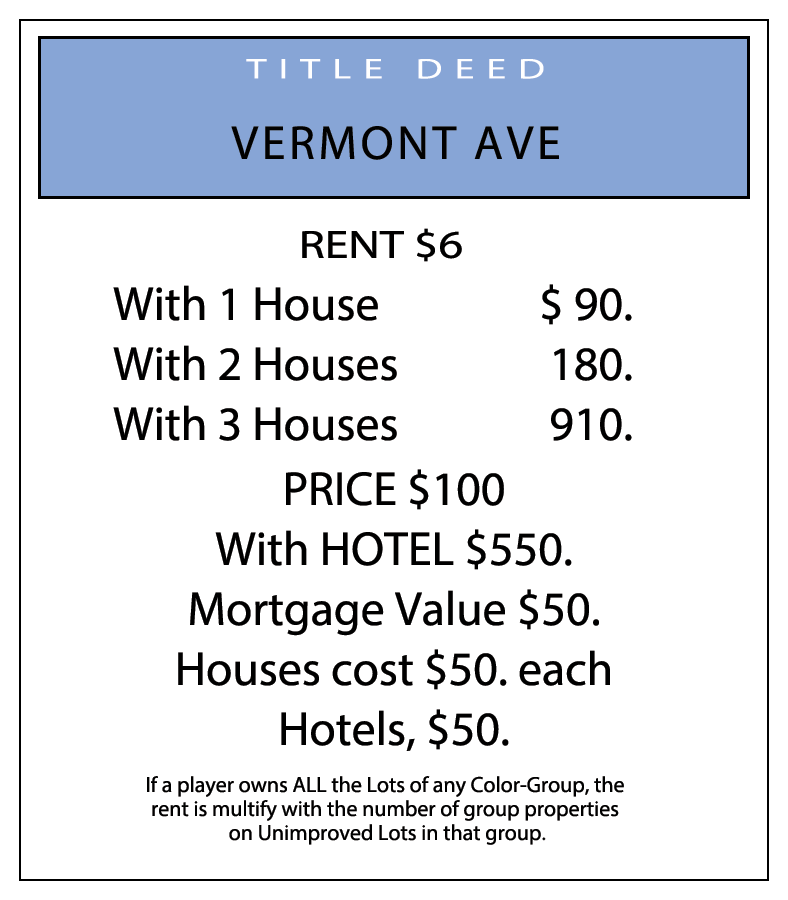 TITLE DEED
VERMONT AVE
RENT $6
With 1 House $ 90.
With 2 Houses 180.
With 3 Houses 910.
PRICE $100
With HOTEL $550.
Mortgage Value $50.
Houses cost $50. each
Hotels, $50.
If a player owns ALL the Lots of any Color-Group, the
rent is multify with the number of group properties
on Unimproved Lots in that group.